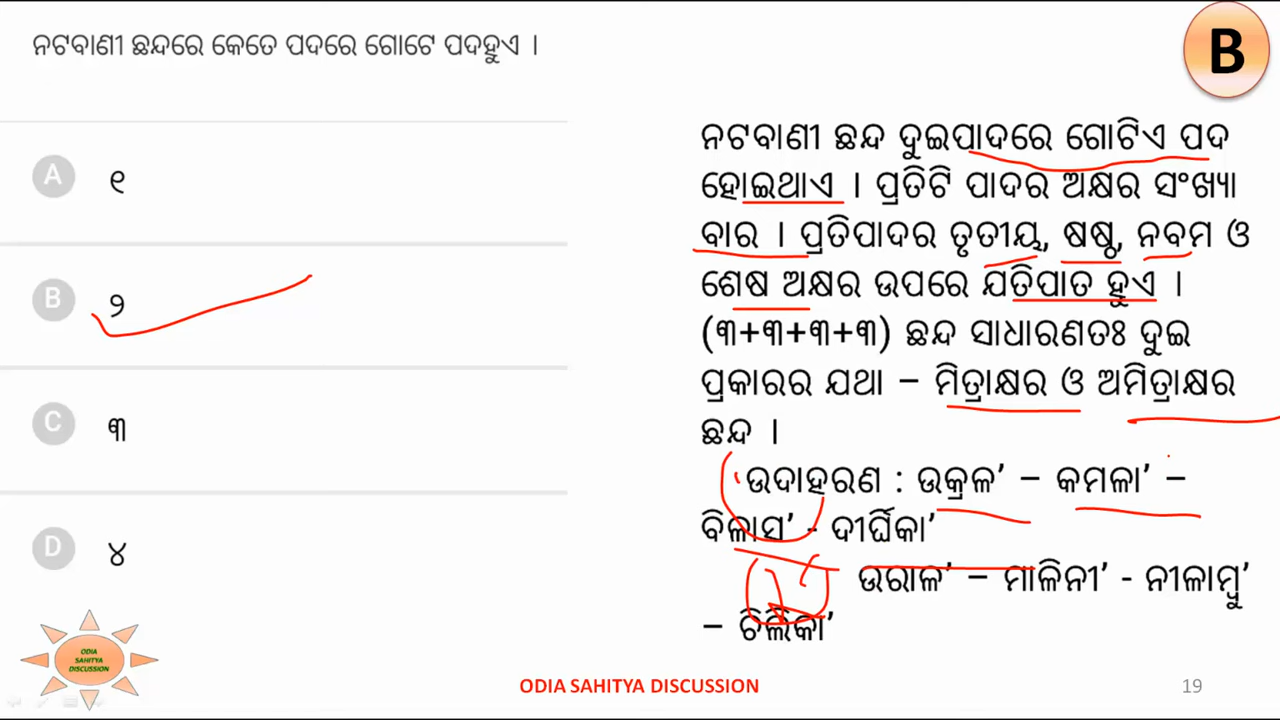 ନଟବାଣୀ ଛନ୍ଦରେ କେତେ ପଦରେ ଗୋଟେ ପଦହୁଏ ।
B
A ୧
B ୨
C ୩
D ୪
ନଟବାଣୀ ଛନ୍ଦ ଦୁଇପାଦରେ ଗୋଟିଏ ପଦ
ହୋଇଥାଏ । ପ୍ରତିଟି ପାଦର ଅକ୍ଷର ସଂଖ୍ୟା
ବାର । ପ୍ରତିପାଦର ତୃତୀୟ, ଷଷ୍ଠ, ନବମ ଓ
ଶେଷ ଅକ୍ଷର ଉପରେ ଯତିପାତ ହୁଏ ।
(୩+୩+୩+୩) ଛନ୍ଦ ସାଧାରଣତଃ ଦୁଇ
ପ୍ରକାରର ଯଥା – ମିତ୍ରାକ୍ଷର ଓ ଅମିତ୍ରାକ୍ଷର
ଛନ୍ଦ ।
ଉଦାହରଣ : ଉକ୍ରଳ’ – କମଳା’ –
ବିଳାସ’ - ଦୀର୍ଘିକା’
ଉରାଳ’ – ମାଳିନୀ’ - ନୀଳାମ୍ବୁ’
– ଚିଲିକା’
ODIA
SAHITYA
DISCUSSION
ODIA SAHITYA DISCUSSION
19